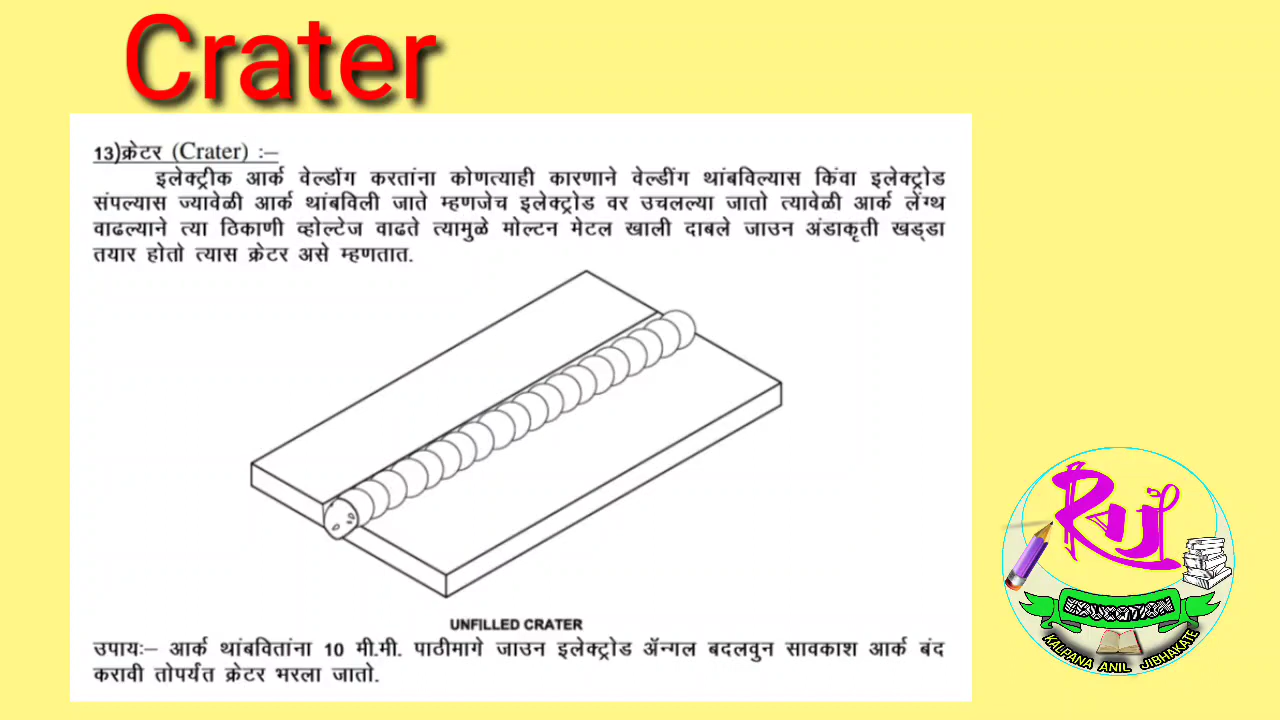 Crater
13)क्रेटर (Crater) :–
इलेक्ट्रीक आर्क वेल्डोंग करतांना कोणत्याही कारणाने वेल्डींग थांबविल्यास किंवा इलेक्ट्रोड
संपल्यास ज्यावेळी आर्क थांबविली जाते म्हणजेच इलेक्ट्रोड वर उचलल्या जातो त्यावेळी आर्क लेंग्थ
वाढल्याने त्या ठिकाणी व्होल्टेज वाढते त्यामुळे मोल्टन मेटल खाली दाबले जाउन अंडाकृती खड्डा
तयार होतो त्यास क्रेटर असे म्हणतात.
UNFILLED CRATER
उपायः– आर्क थांबवितांना 10 मी.मी. पाठीमागे जाउन इलेक्ट्रोड ॲन्गल बदलवुन सावकाश आर्क बंद
करावी तोपर्यंत क्रेटर भरला जातो.
RIJ
EDUCATION
KALPANA ANIL JIBHAKATE